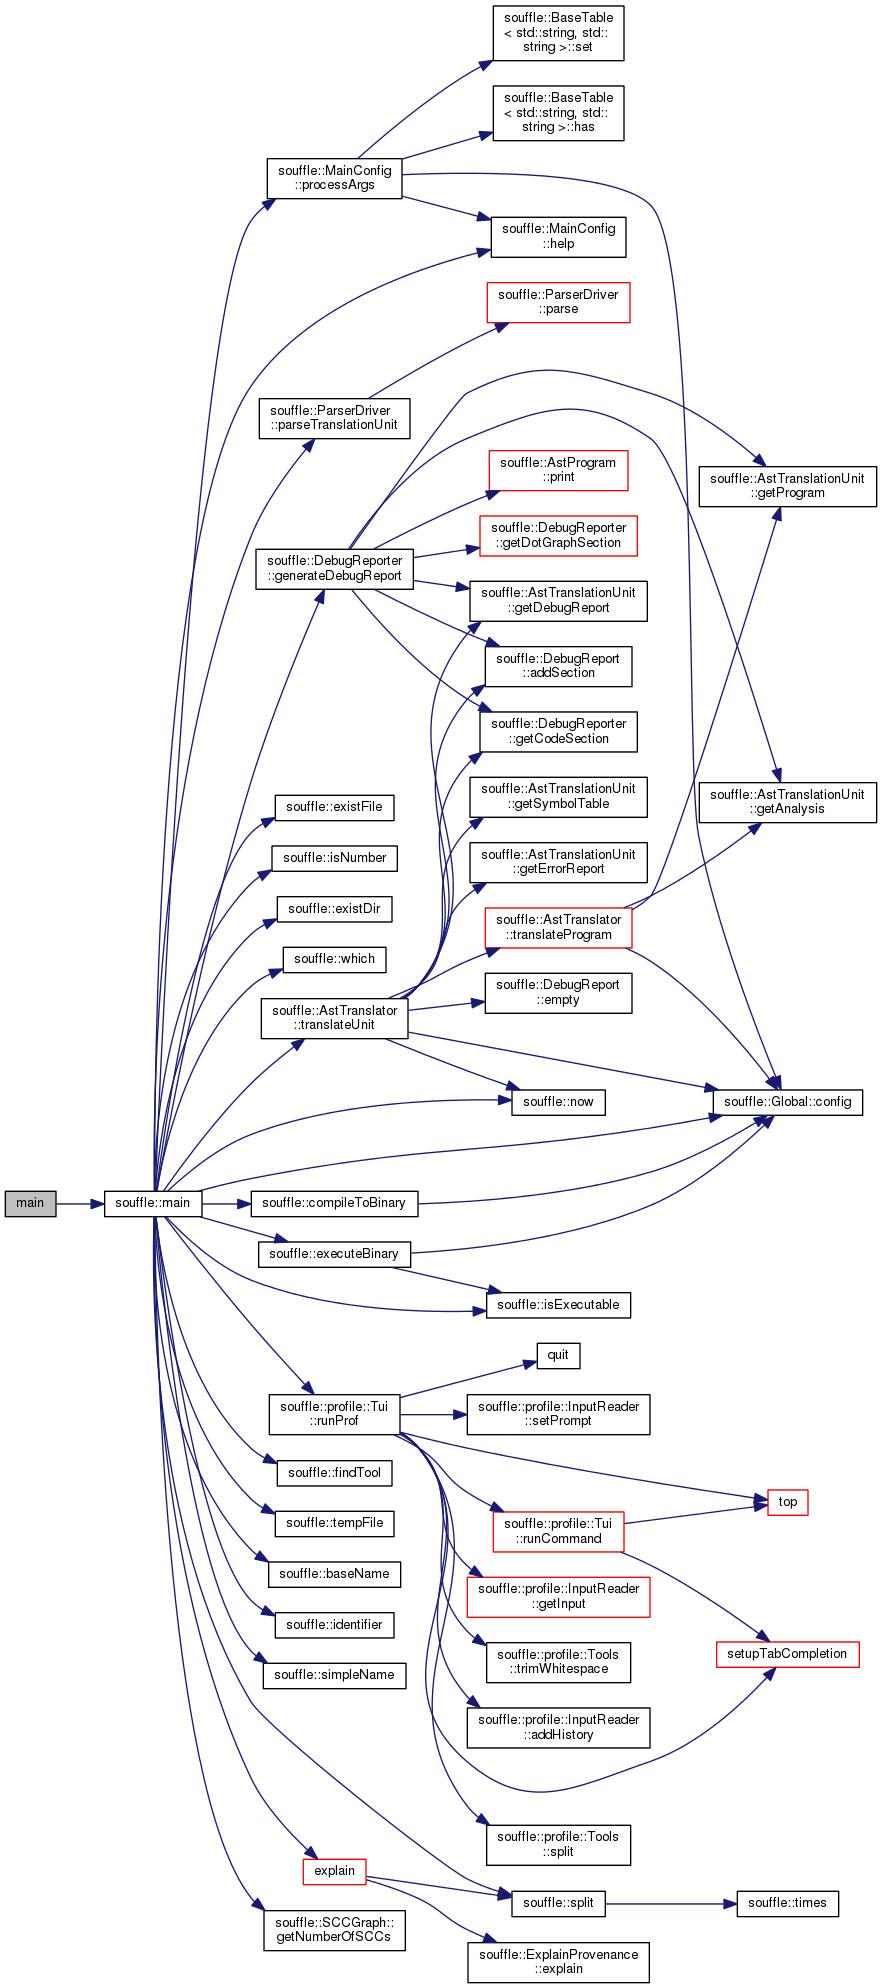 souffle::BaseTable
< std::string, std::
string >::set
souffle::BaseTable
< std::string, std::
string >::has
souffle::MainConfig
::processArgs
souffle::MainConfig
::help
souffle::ParserDriver
::parse
souffle::ParserDriver
::parseTranslationUnit
souffle::AstProgram
::print
souffle::AstTranslationUnit
::getProgram
souffle::DebugReporter
::getDotGraphSection
souffle::DebugReporter
::generateDebugReport
souffle::AstTranslationUnit
::getDebugReport
souffle::DebugReport
::addSection
souffle::DebugReporter
::getCodeSection
souffle::AstTranslationUnit
::getSymbolTable
souffle::AstTranslationUnit
::getAnalysis
souffle::existFile
souffle::isNumber
souffle::AstTranslationUnit
::getErrorReport
souffle::existDir
souffle::AstTranslator
::translateProgram
souffle::which
souffle::DebugReport
::empty
souffle::AstTranslator
::translateUnit
souffle::now
souffle::Global::config
main
souffle::main
souffle::compileToBinary
souffle::executeBinary
souffle::isExecutable
quit
souffle::profile::Tui
::runProf
souffle::profile::InputReader
::setPrompt
souffle::findTool
top
souffle::tempFile
souffle::profile::Tui
::runCommand
souffle::baseName
souffle::profile::InputReader
::getInput
souffle::identifier
souffle::profile::Tools
::trimWhitespace
setupTabCompletion
souffle::simpleName
souffle::profile::InputReader
::addHistory
souffle::profile::Tools
::split
explain
souffle::split
souffle::times
souffle::SCCGraph::
getNumberOfSCCs
souffle::ExplainProvenance
::explain